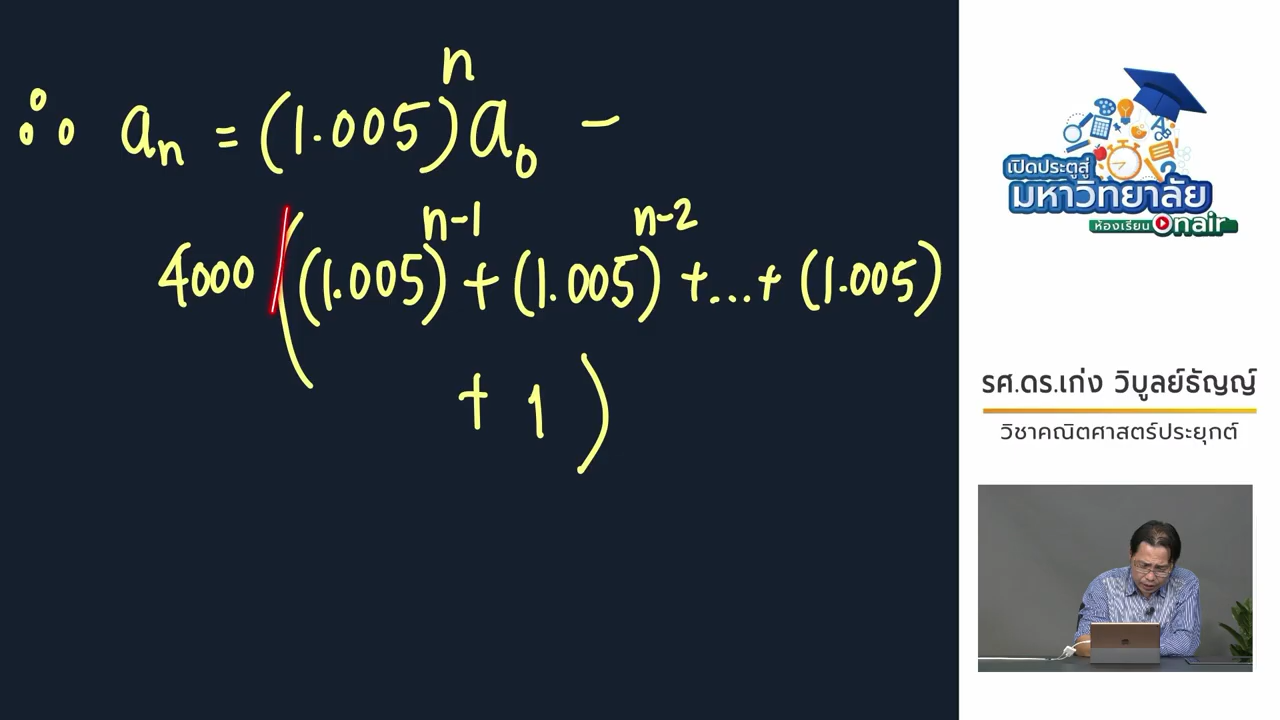 ∴ aₙ = (1.005)ⁿ a₀ −
4000 ((1.005)ⁿ⁻¹ + (1.005)ⁿ⁻² + ... + (1.005)
+ 1 )
เปิดประตูสู่
มหาวิทยาลัย
ห้องเรียน Onair
รศ.ดร.เก่ง วิบูลย์ธัญญ์
วิชาคณิตศาสตร์ประยุกต์